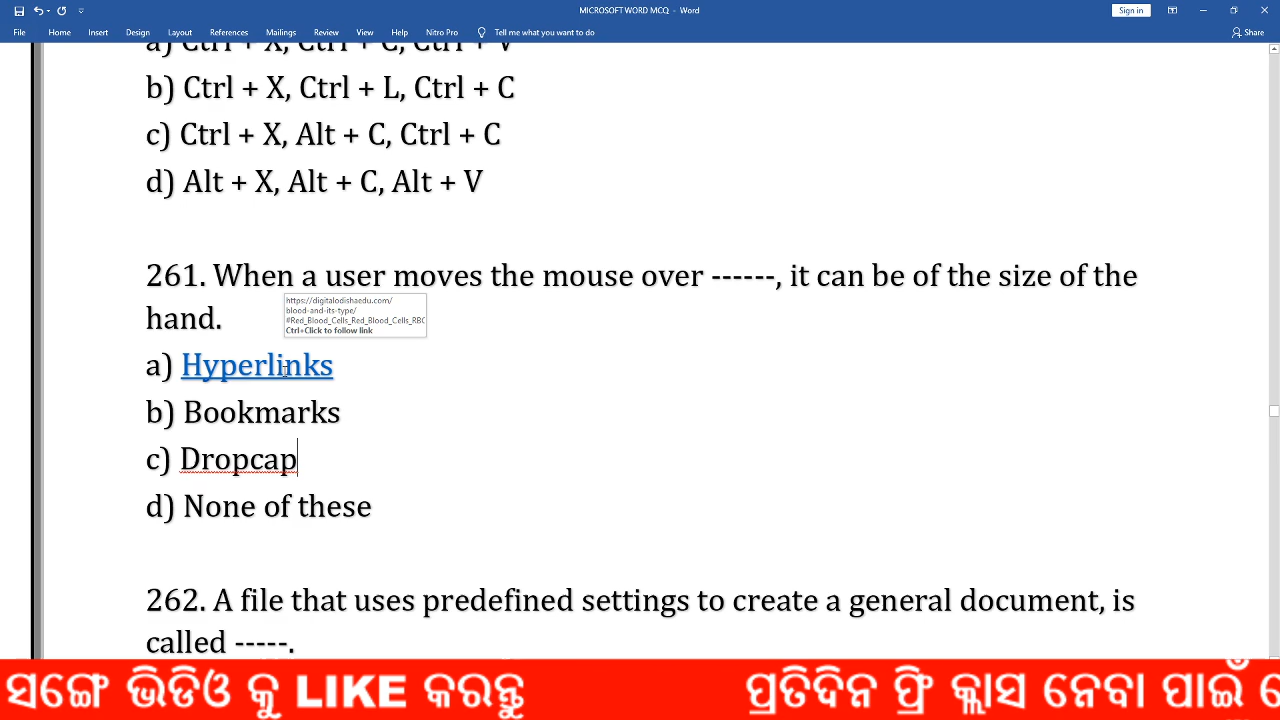 MICROSOFT WORD MCQ - Word
Sign in
File Home Insert Design Layout References Mailings Review View Help Nitro Pro Tell me what you want to do Share
a) Ctrl + X, Ctrl + C, Ctrl + V
b) Ctrl + X, Ctrl + L, Ctrl + C
c) Ctrl + X, Alt + C, Ctrl + C
d) Alt + X, Alt + C, Alt + V
261. When a user moves the mouse over ------, it can be of the size of the
hand.
https://digitalodishaedu.com/
blood-and-its-type/
#Red_Blood_Cells_Red_Blood_Cells_RBC
Ctrl+Click to follow link
a) Hyperlinks
b) Bookmarks
c) Dropcap
d) None of these
262. A file that uses predefined settings to create a general document, is
called -----.
ସଙ୍ଗେ ଭିଡିଓ କୁ LIKE କରନ୍ତୁ ପ୍ରତିଦିନ ଫ୍ରି କ୍ଲାସ ନେବା ପାଇଁ